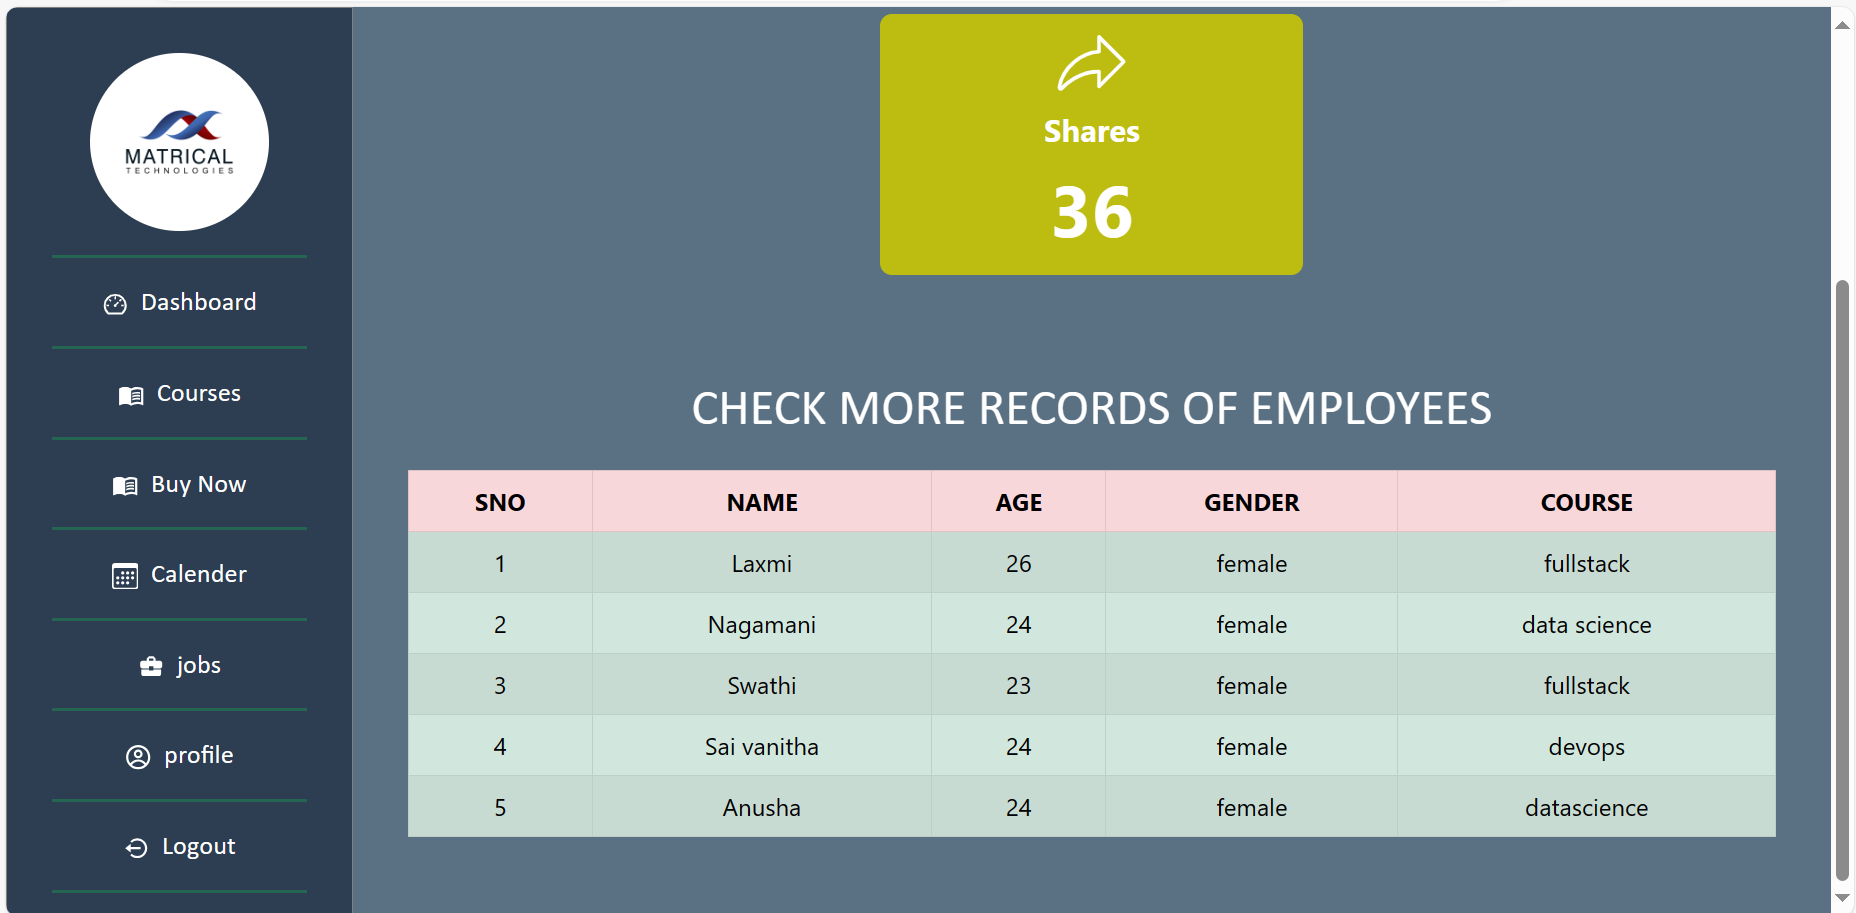 MATRICAL
TECHNOLOGIES
Dashboard
Courses
Buy Now
Calender
jobs
profile
Logout
Shares
36
CHECK MORE RECORDS OF EMPLOYEES
SNO NAME AGE GENDER COURSE
1 Laxmi 26 female fullstack
2 Nagamani 24 female data science
3 Swathi 23 female fullstack
4 Sai vanitha 24 female devops
5 Anusha 24 female datascience